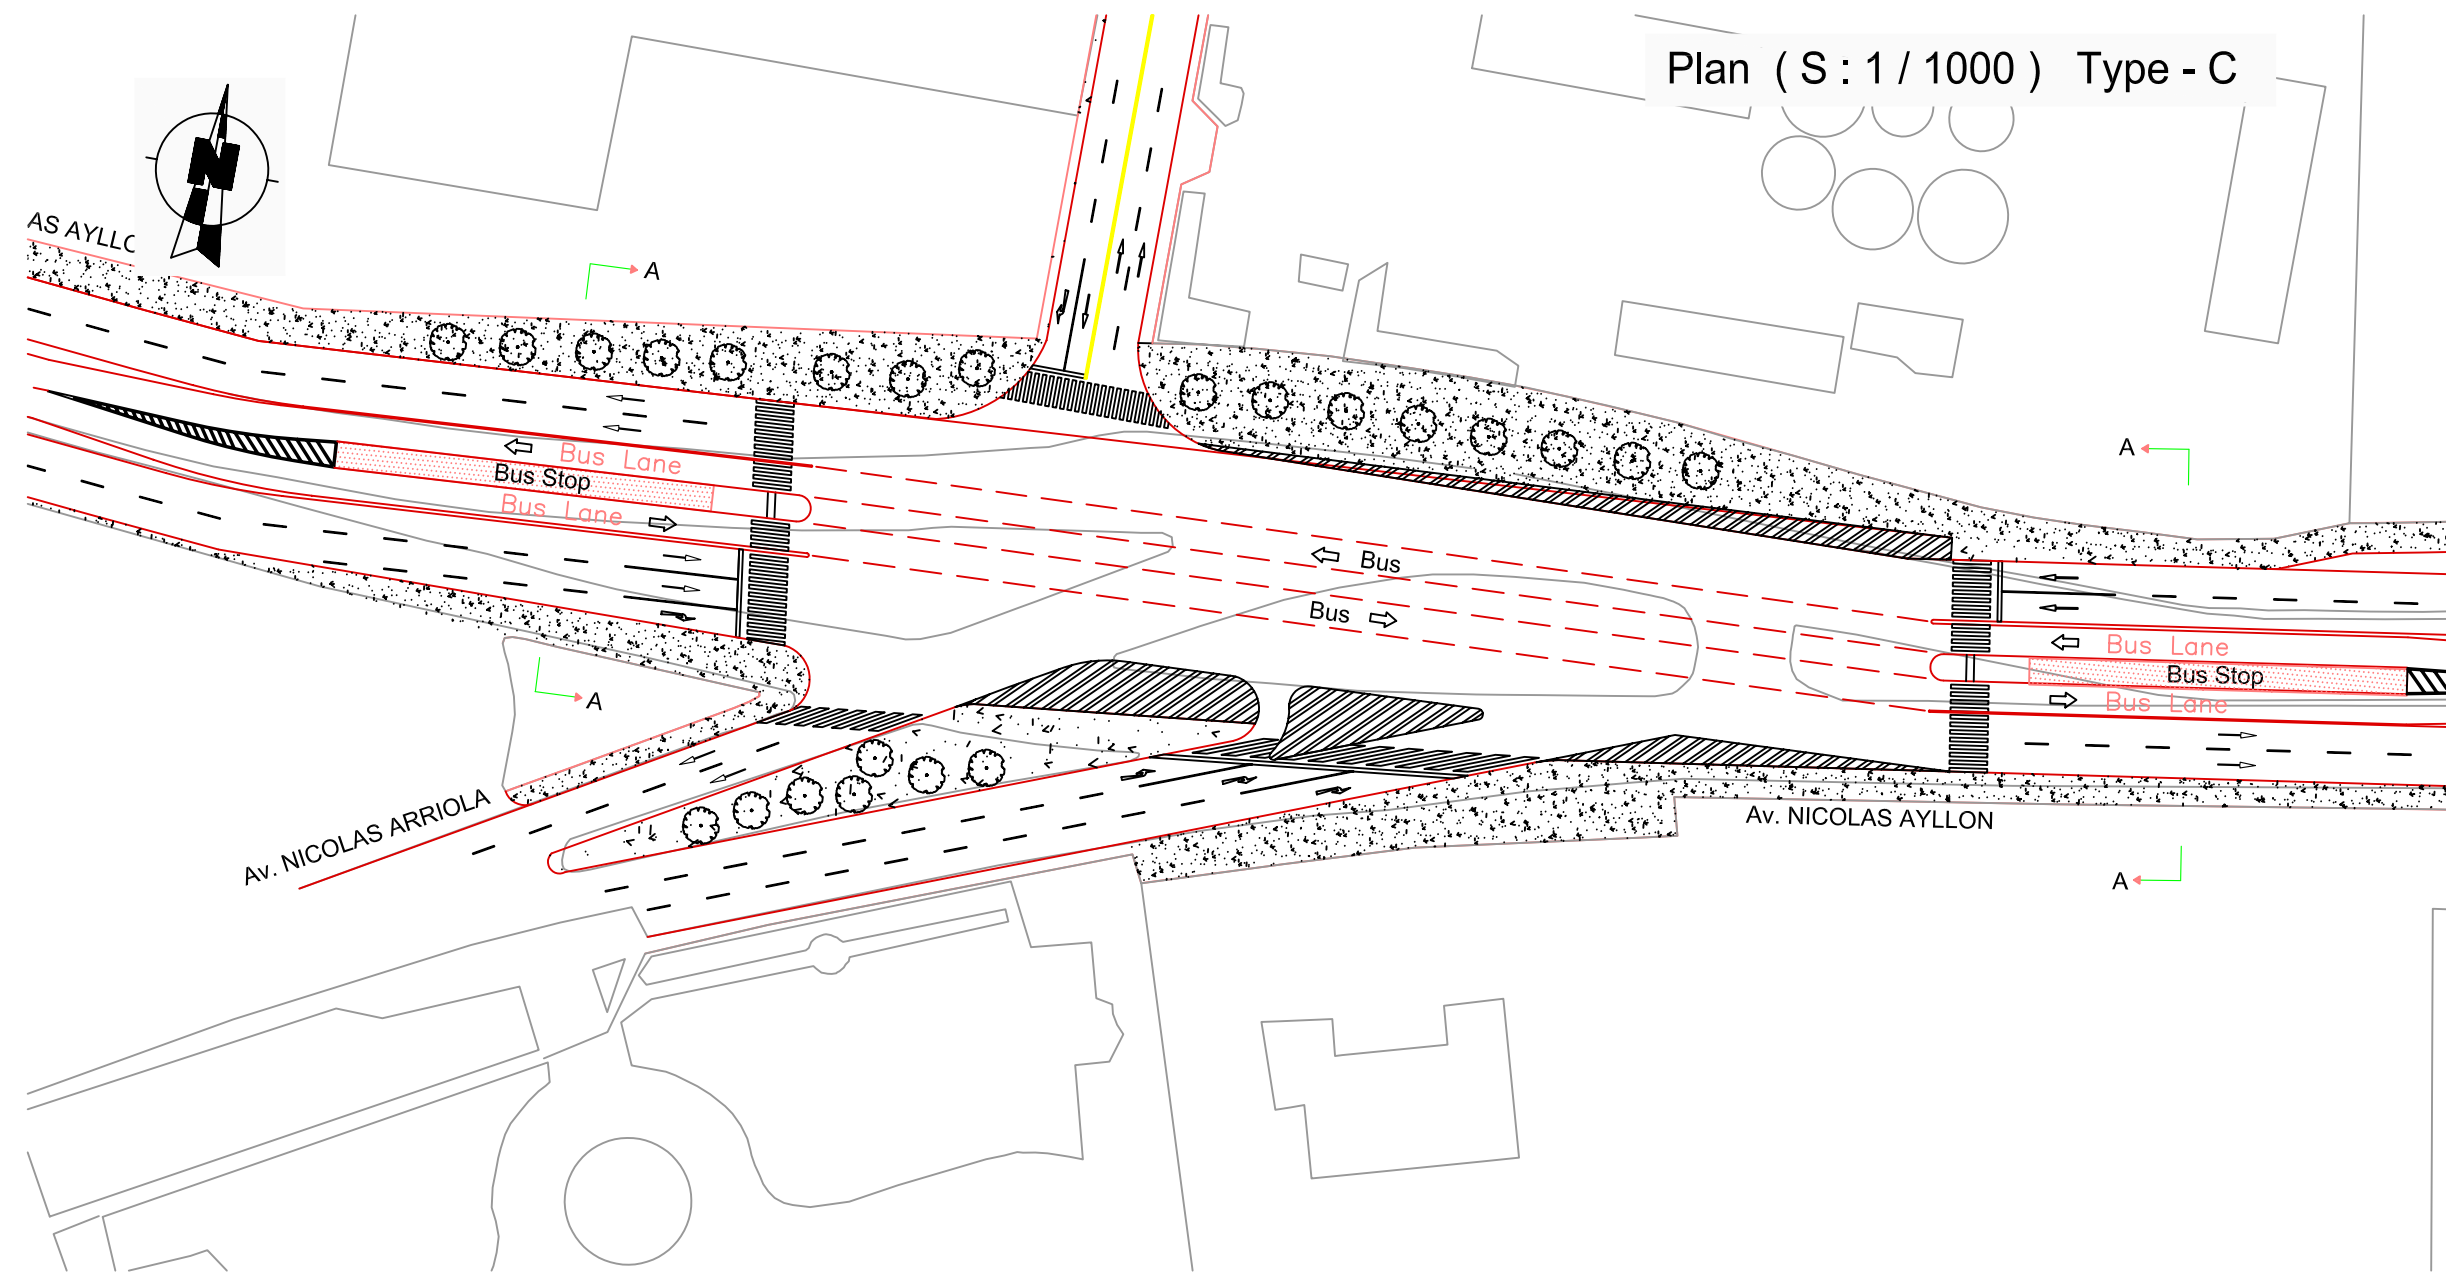 Plan ( S : 1 / 1000 ) Type - C
N
AS AYLLO
A
A
Bus Lane
Bus Stop
Bus Lane
Bus
Bus
Bus Lane
Bus Stop
Bus Lane
A
Av. NICOLAS ARRIOLA
Av. NICOLAS AYLLON
A